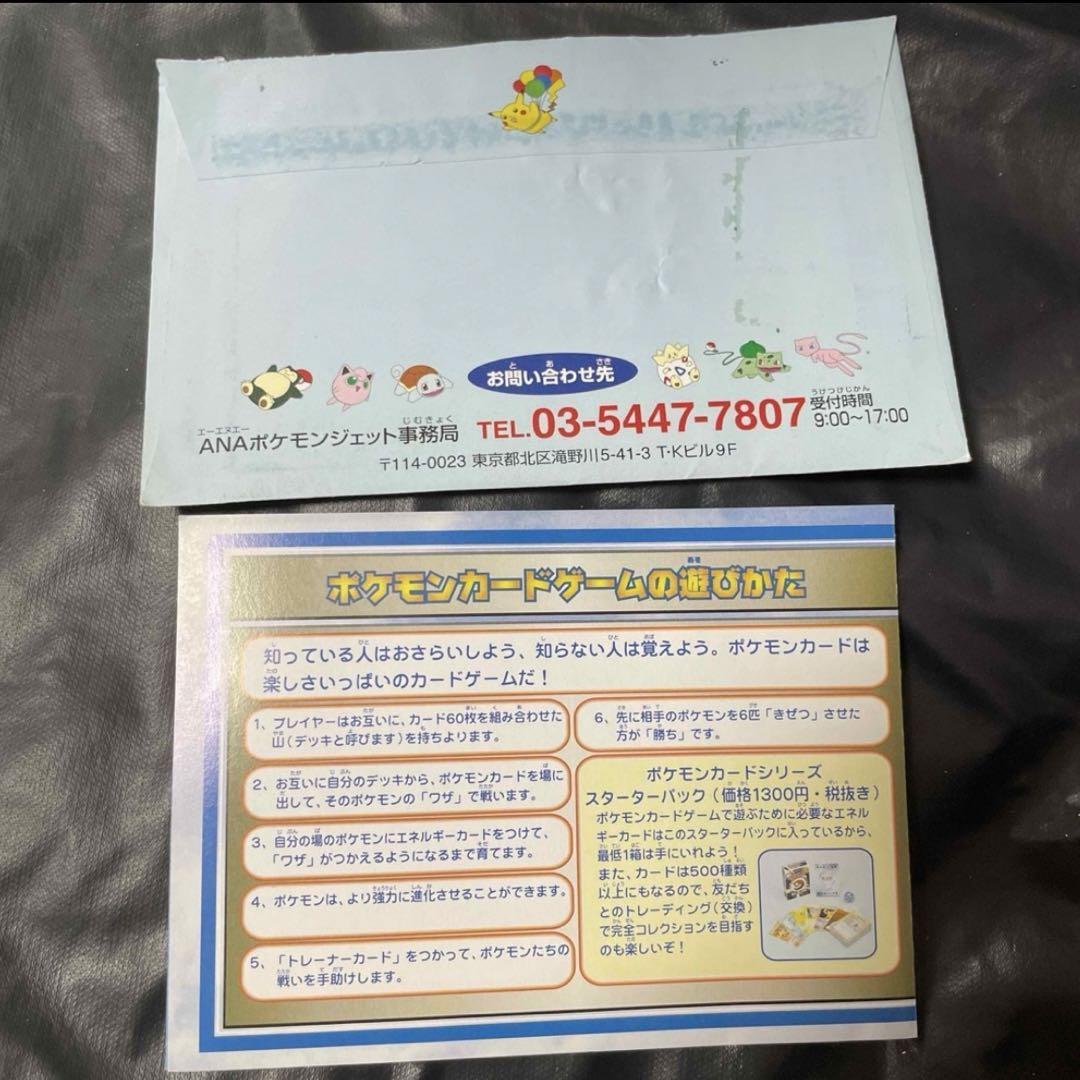 お問い合わせ先
とあさき
エーエヌエー
じむきょく
うけつけじかん
ANAポケモンジェット事務局 TEL.03-5447-7807 受付時間
9:00〜17:00
〒114-0023 東京都北区滝野川5-41-3 T・Kビル9F
ポケモンカードゲームの遊びかた
知っている人はおさらいしよう、知らない人は覚えよう。ポケモンカードは
楽しさいっぱいのカードゲームだ！
1、プレイヤーはお互いに、カード60枚を組み合わせた
山（デッキと呼びます）を持ちよります。
2、お互いに自分のデッキから、ポケモンカードを場に
出して、そのポケモンの「ワザ」で戦います。
3、自分の場のポケモンにエネルギーカードをつけて、
「ワザ」がつかえるようになるまで育てます。
4、ポケモンは、より強力に進化させることができます。
5、「トレーナーカード」をつかって、ポケモンたちの
戦いを手助けします。
6、先に相手のポケモンを6匹「きぜつ」させた
方が「勝ち」です。
ポケモンカードシリーズ
スターターパック（価格1300円・税抜き）
ポケモンカードゲームで遊ぶために必要なエネル
ギーカードはこのスターターパックに入っているから、
最低1箱は手にいれよう！
また、カードは500種類
以上にもなるので、友だち
とのトレーディング（交換）
で完全コレクションを目指す
のも楽しいぞ！